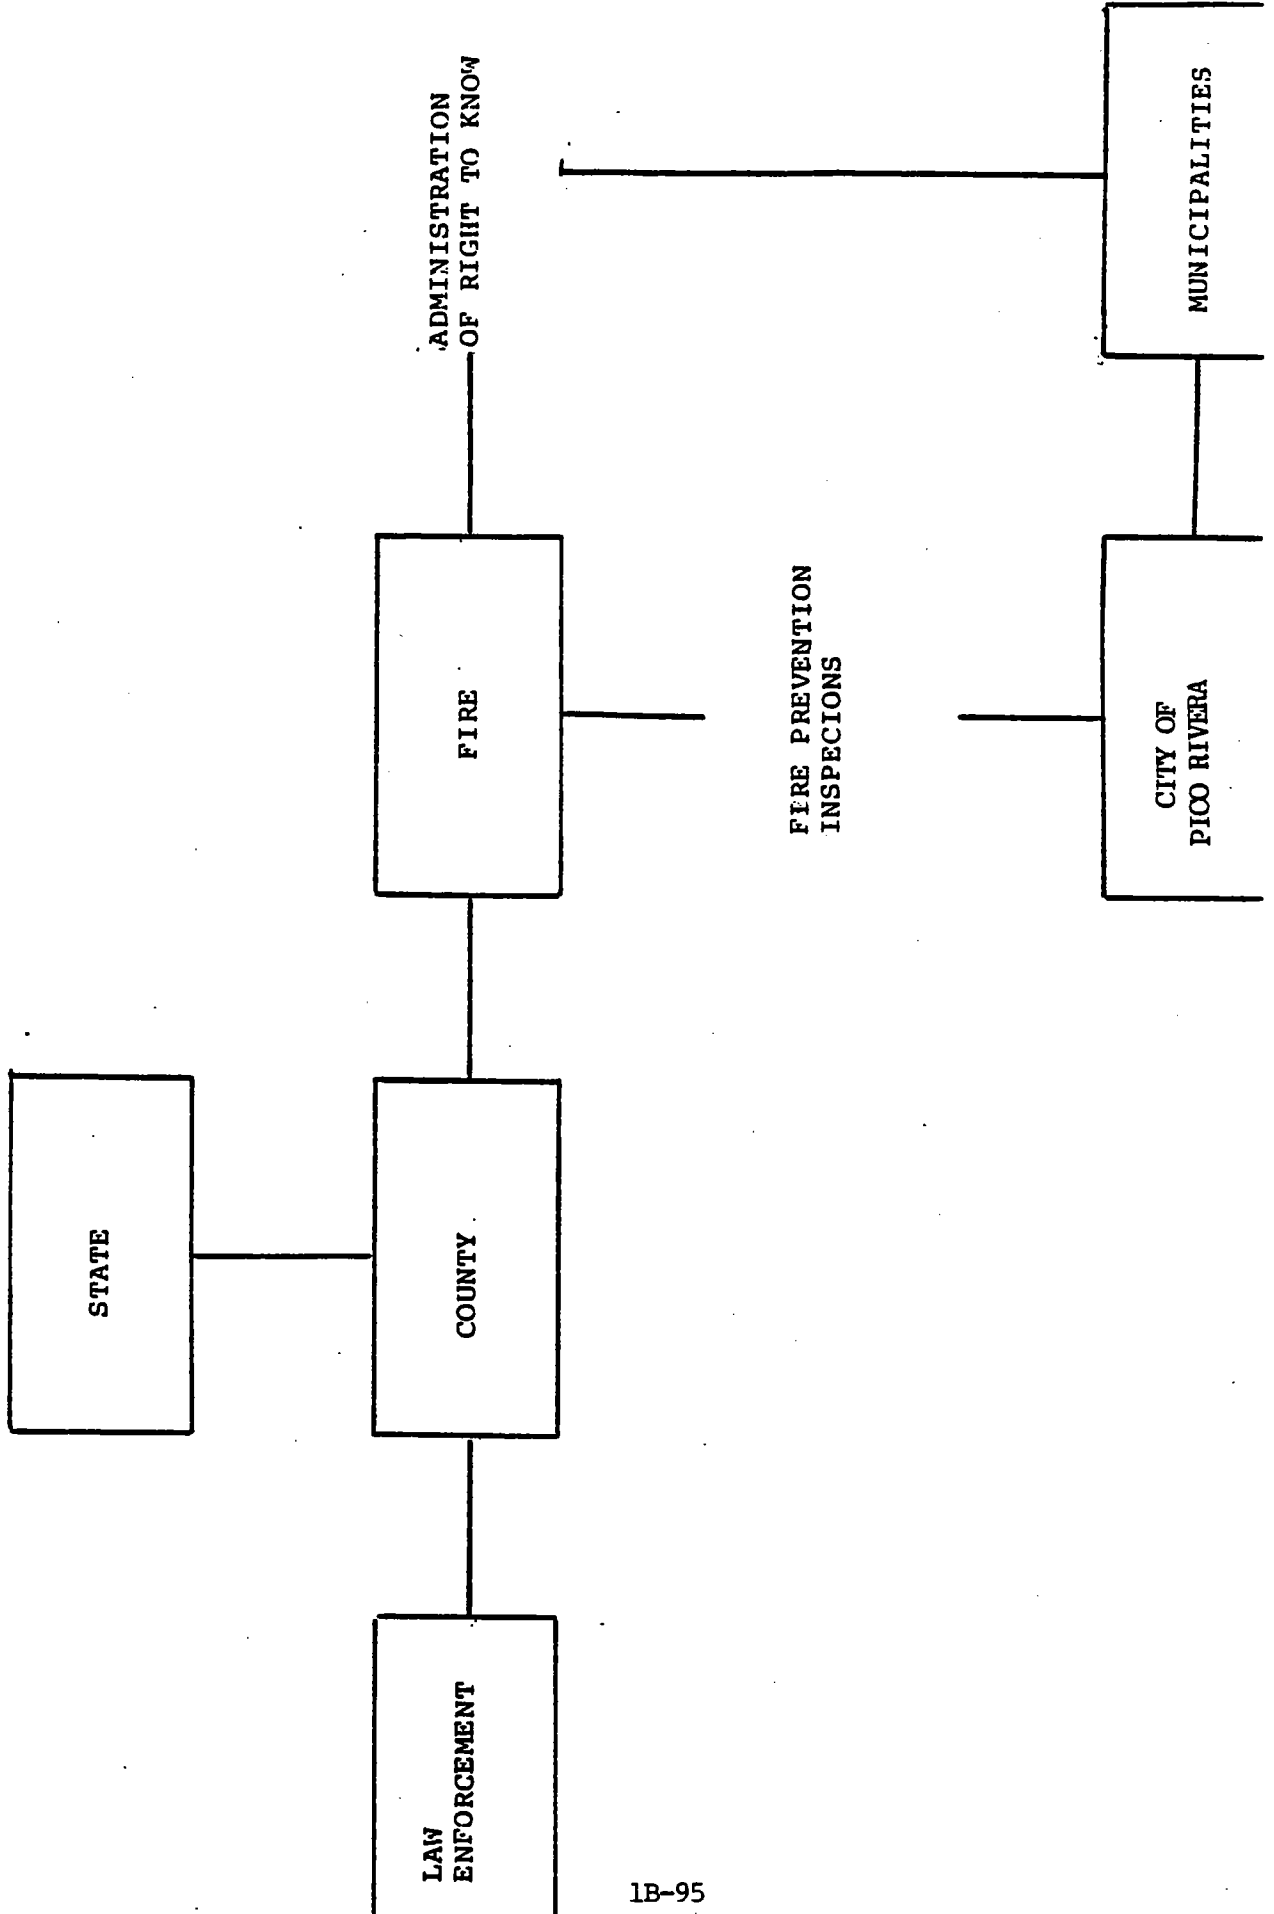 STATE
LAW
ENFORCEMENT
COUNTY
FIRE
ADMINISTRATION
OF RIGHT TO KNOW
FIRE PREVENTION
INSPECIONS
CITY OF
PICO RIVERA
MUNICIPALITIES
1B-95